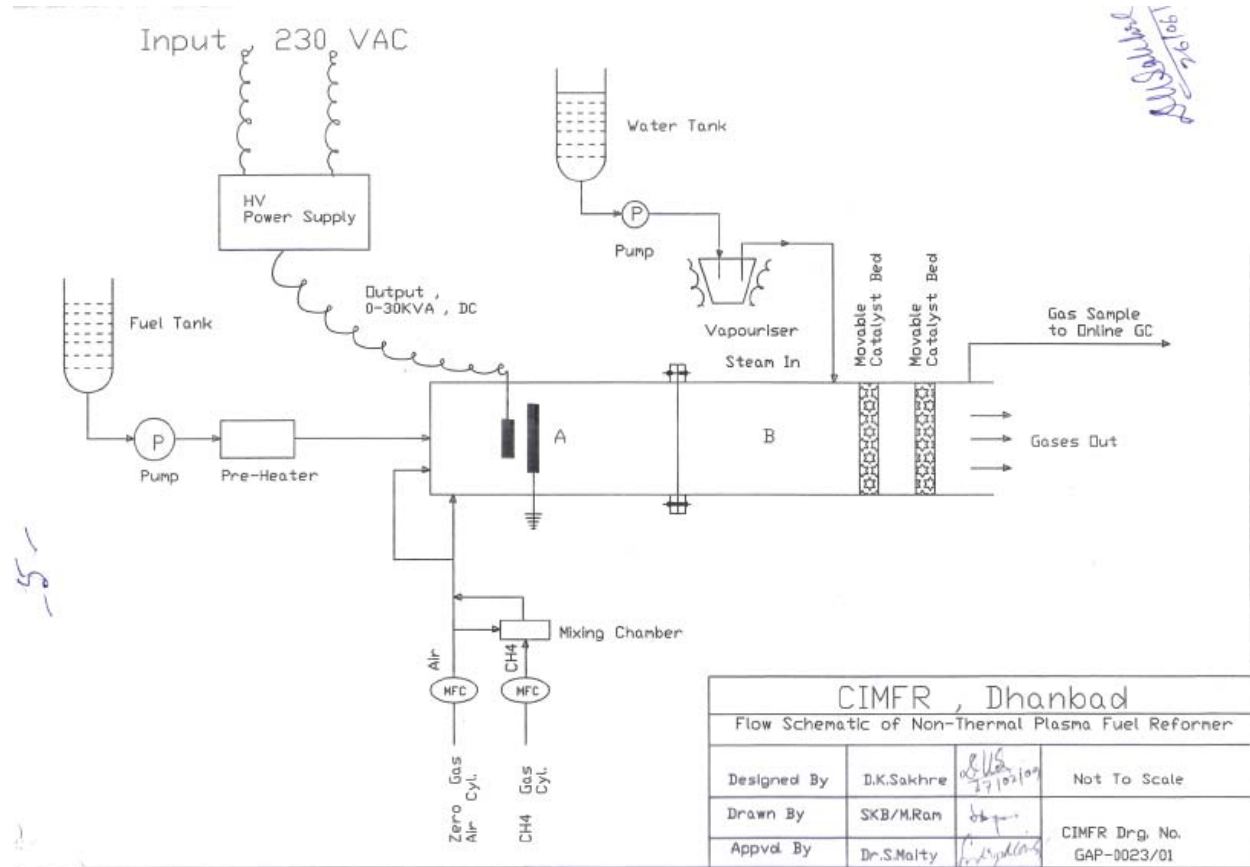 Input , 230 VAC
HV
Power Supply
Output ,
0-30KVA , DC
Water Tank
P
Pump
Vapouriser
Steam In
Movable
Catalyst Bed
Movable
Catalyst Bed
Gas Sample
to Online GC
Fuel Tank
P
Pump
Pre-Heater
A
B
Gases Out
Mixing Chamber
Air
CH4
MFC
MFC
Zero Gas
Air Cyl.
CH4 Gas
Cyl.
-5-
CIMFR , Dhanbad
Flow Schematic of Non-Thermal Plasma Fuel Reformer
Designed By
D.K.Sakhre
Not To Scale
Drawn By
SKB/M.Ram
Appvd By
Dr.S.Maity
CIMFR Drg. No.
GAP-0023/01